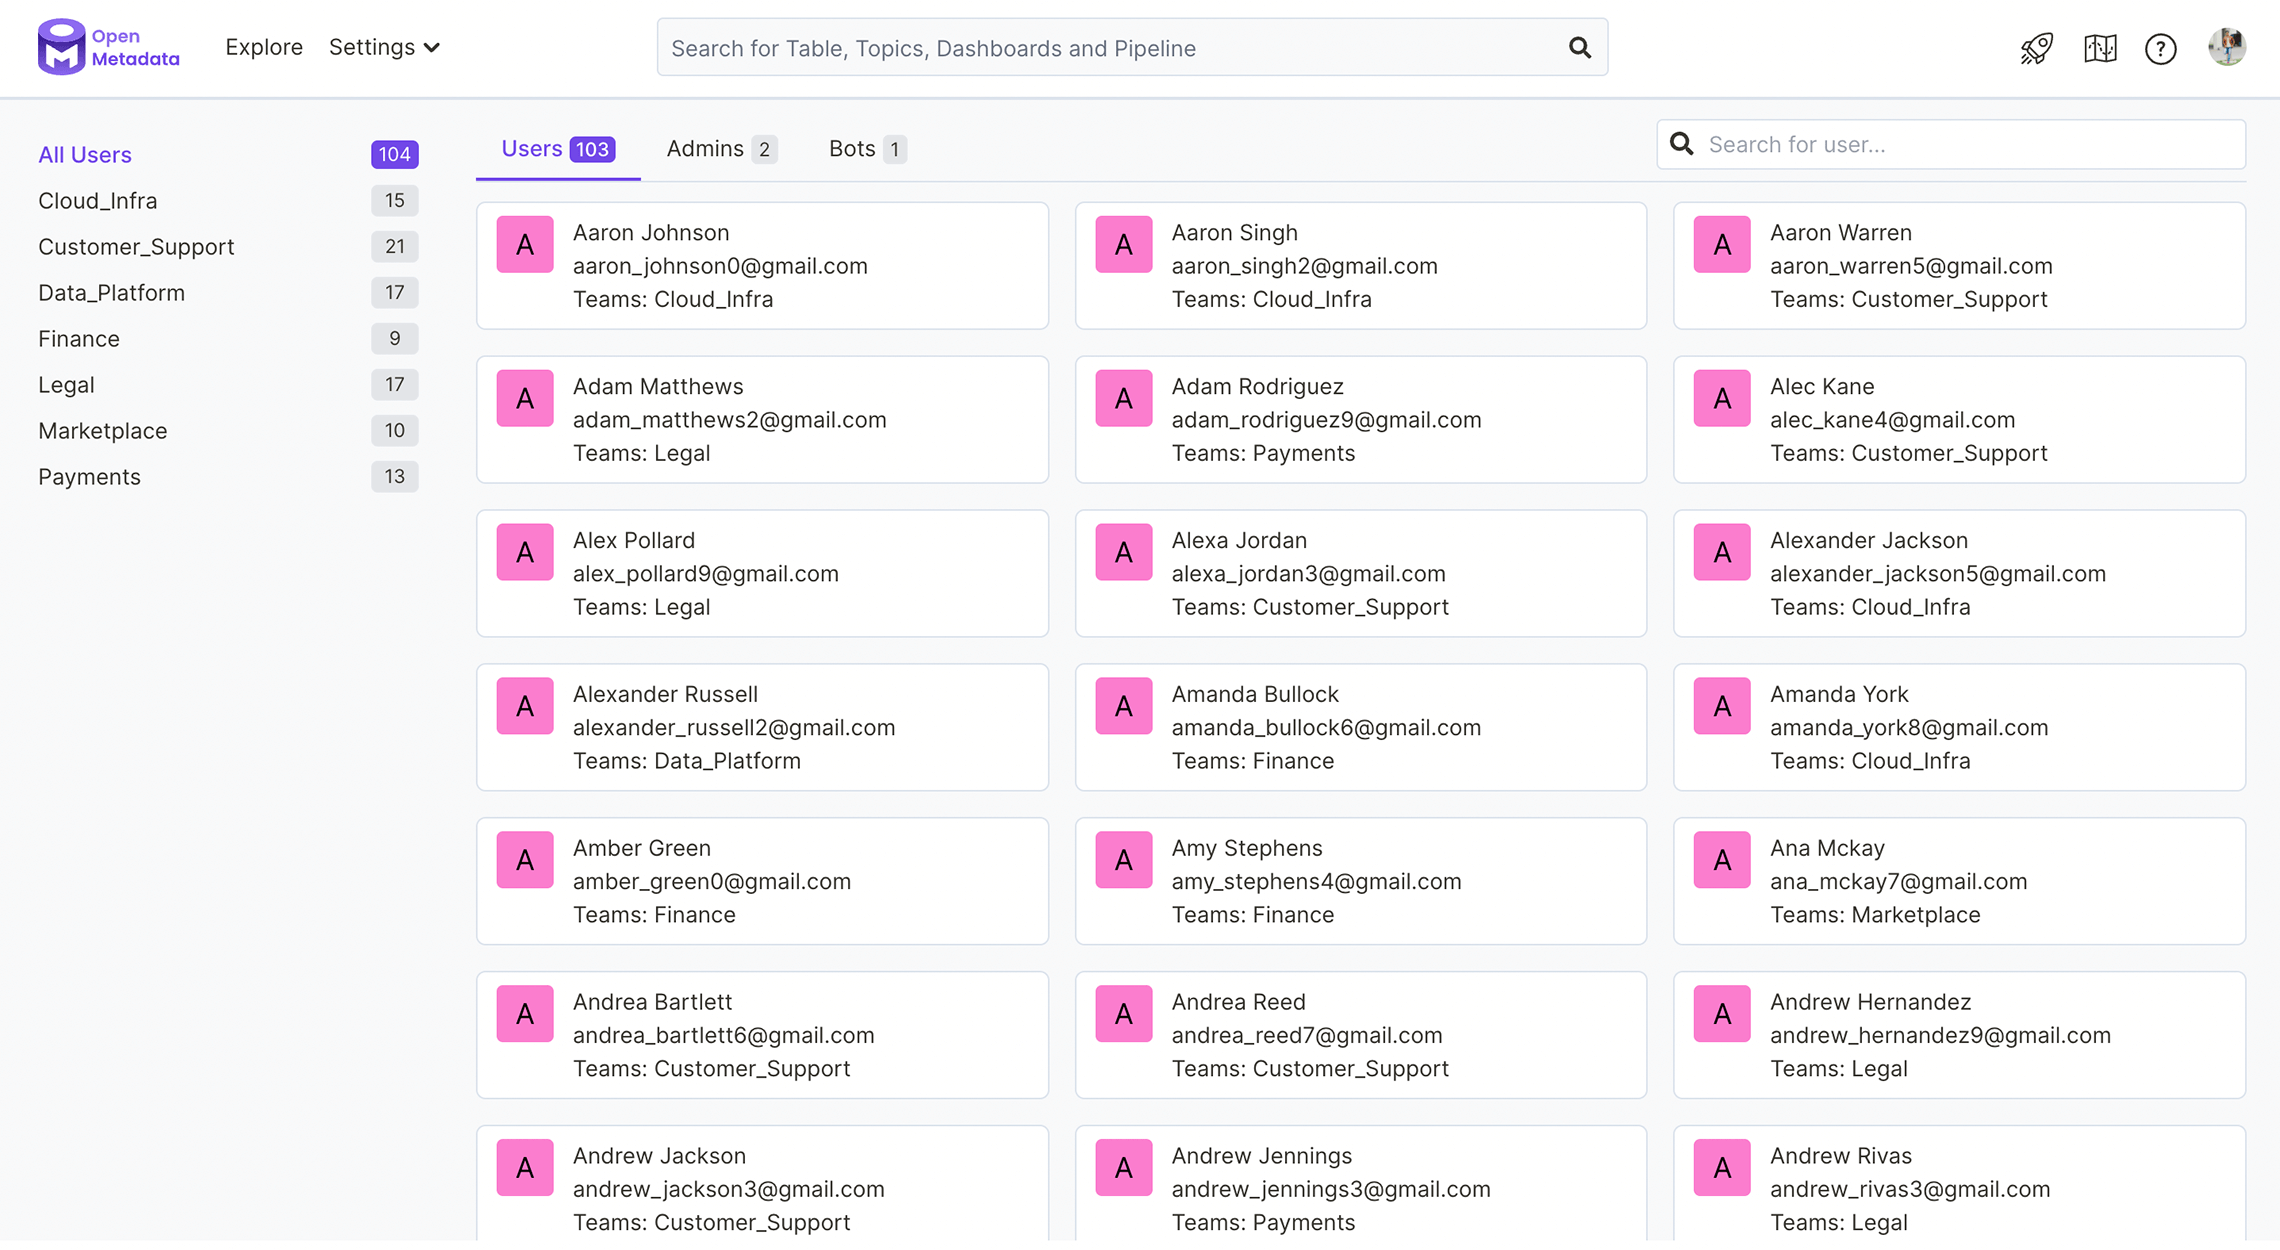 Open
Metadata
Explore
Settings
Search for Table, Topics, Dashboards and Pipeline
?
All Users 104
Cloud_Infra 15
Customer_Support 21
Data_Platform 17
Finance 9
Legal 17
Marketplace 10
Payments 13
Users 103
Admins 2
Bots 1
Search for user...
A
Aaron Johnson
aaron_johnson0@gmail.com
Teams: Cloud_Infra
A
Aaron Singh
aaron_singh2@gmail.com
Teams: Cloud_Infra
A
Aaron Warren
aaron_warren5@gmail.com
Teams: Customer_Support
A
Adam Matthews
adam_matthews2@gmail.com
Teams: Legal
A
Adam Rodriguez
adam_rodriguez9@gmail.com
Teams: Payments
A
Alec Kane
alec_kane4@gmail.com
Teams: Customer_Support
A
Alex Pollard
alex_pollard9@gmail.com
Teams: Legal
A
Alexa Jordan
alexa_jordan3@gmail.com
Teams: Customer_Support
A
Alexander Jackson
alexander_jackson5@gmail.com
Teams: Cloud_Infra
A
Alexander Russell
alexander_russell2@gmail.com
Teams: Data_Platform
A
Amanda Bullock
amanda_bullock6@gmail.com
Teams: Finance
A
Amanda York
amanda_york8@gmail.com
Teams: Cloud_Infra
A
Amber Green
amber_green0@gmail.com
Teams: Finance
A
Amy Stephens
amy_stephens4@gmail.com
Teams: Finance
A
Ana Mckay
ana_mckay7@gmail.com
Teams: Marketplace
A
Andrea Bartlett
andrea_bartlett6@gmail.com
Teams: Customer_Support
A
Andrea Reed
andrea_reed7@gmail.com
Teams: Customer_Support
A
Andrew Hernandez
andrew_hernandez9@gmail.com
Teams: Legal
A
Andrew Jackson
andrew_jackson3@gmail.com
Teams: Customer_Support
A
Andrew Jennings
andrew_jennings3@gmail.com
Teams: Payments
A
Andrew Rivas
andrew_rivas3@gmail.com
Teams: Legal